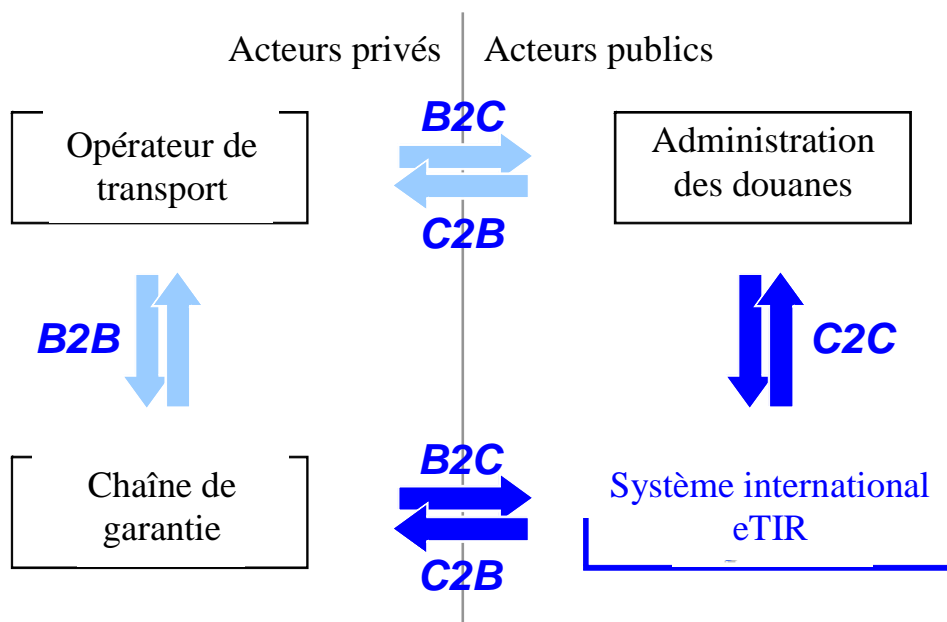 Acteurs privés
Acteurs publics
B2C
Opérateur de
transport
Administration
des douanes
C2B
B2B
C2C
B2C
Chaîne de
garantie
Système international
eTIR
C2B